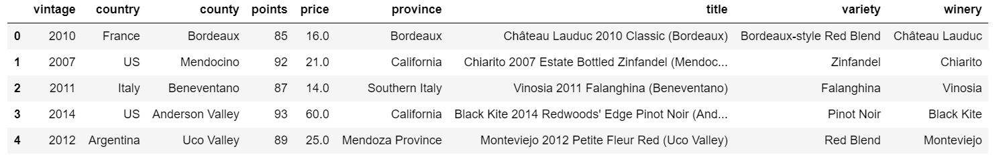 vintage country county points price province title variety winery
0 2010 France Bordeaux 85 16.0 Bordeaux Château Lauduc 2010 Classic (Bordeaux) Bordeaux-style Red Blend Château Lauduc
1 2007 US Mendocino 92 21.0 California Chiarito 2007 Estate Bottled Zinfandel (Mendoc... Zinfandel Chiarito
2 2011 Italy Beneventano 87 14.0 Southern Italy Vinosia 2011 Falanghina (Beneventano) Falanghina Vinosia
3 2014 US Anderson Valley 93 60.0 California Black Kite 2014 Redwoods' Edge Pinot Noir (And... Pinot Noir Black Kite
4 2012 Argentina Uco Valley 89 25.0 Mendoza Province Monteviejo 2012 Petite Fleur Red (Uco Valley) Red Blend Monteviejo